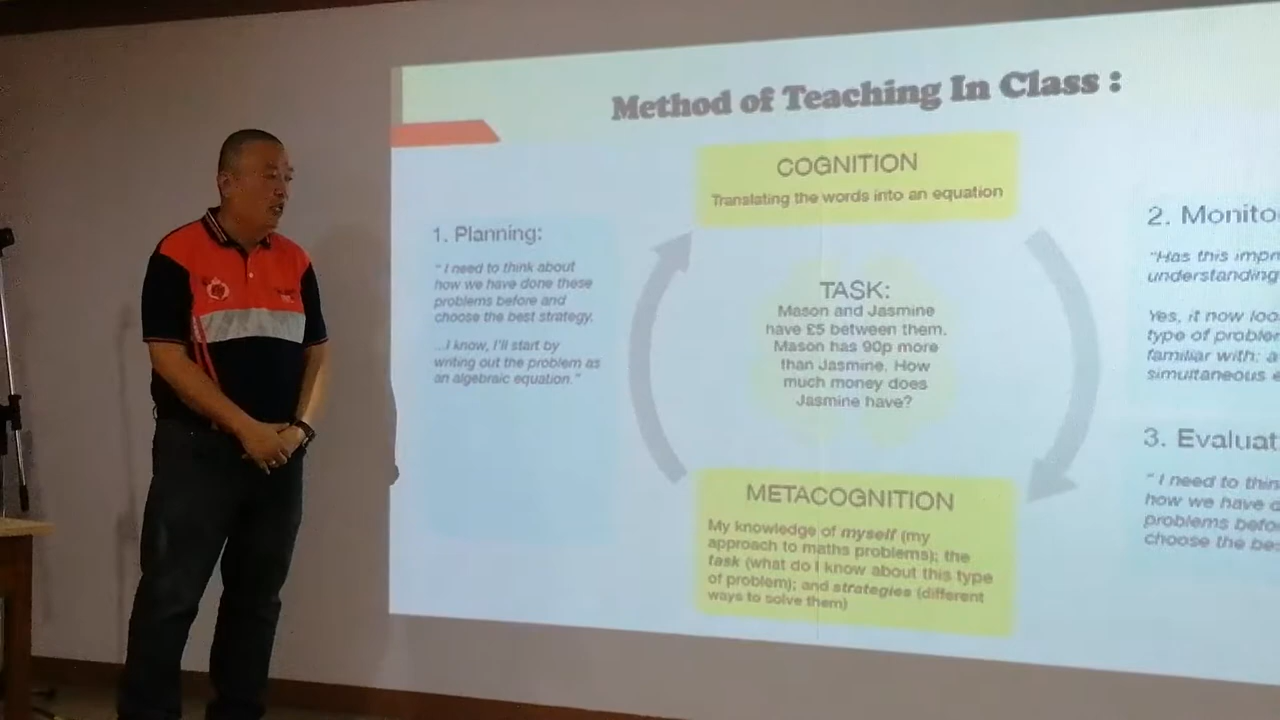 Method of Teaching In Class :
COGNITION
Translating the words into an equation
1. Planning:
" I need to think about
how we have done these
problems before and
choose the best strategy.
...I know, I'll start by
writing out the problem as
an algebraic equation."
TASK:
Mason and Jasmine
have £5 between them.
Mason has 90p more
than Jasmine. How
much money does
Jasmine have?
METACOGNITION
My knowledge of myself (my
approach to maths problems); the
task (what do I know about this type
of problem); and strategies (different
ways to solve them)
2. Monito
"Has this impr
understanding
Yes, it now loo
type of problem
familiar with: a
simultaneous e
3. Evaluat
" I need to thin
how we have d
problems befo
choose the bes